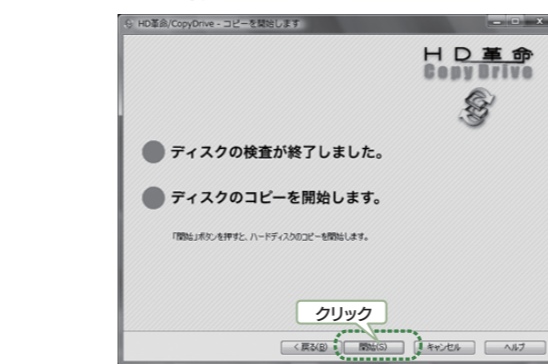 HD革命/CopyDrive - コピーを開始します
HD革命
CopyDrive
ディスクの検査が終了しました。
ディスクのコピーを開始します。
「開始」ボタンを押すと、ハードディスクのコピーを開始します。
クリック
< 戻る(B)
開始(S)
キャンセル
ヘルプ